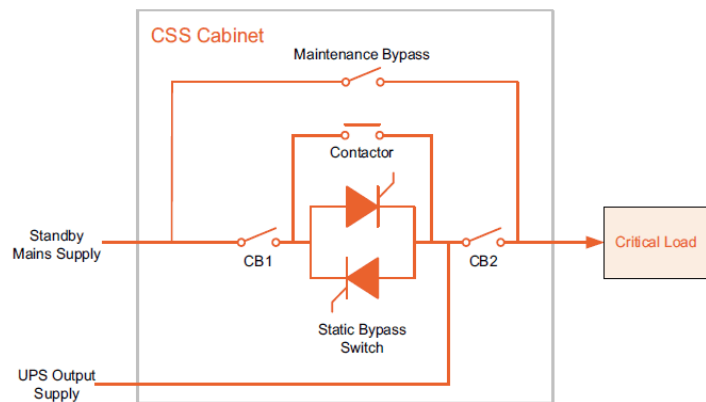 CSS Cabinet
Maintenance Bypass
Contactor
Standby
Mains Supply
CB1
CB2
Critical Load
Static Bypass
Switch
UPS Output
Supply